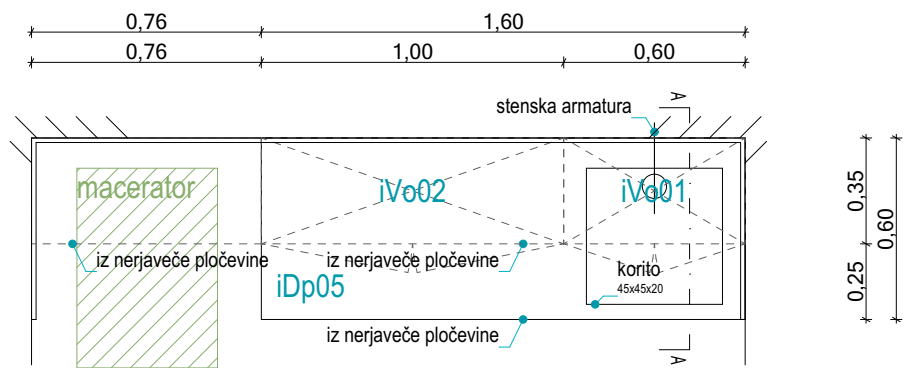 0,76 1,60
0,76 1,00 0,60
stenska armatura
A
macerator
iVo02
iVo01
0,35
0,60
iz nerjaveče pločevine
iz nerjaveče pločevine
korito
45x45x20
iDp05
0,25
iz nerjaveče pločevine
A